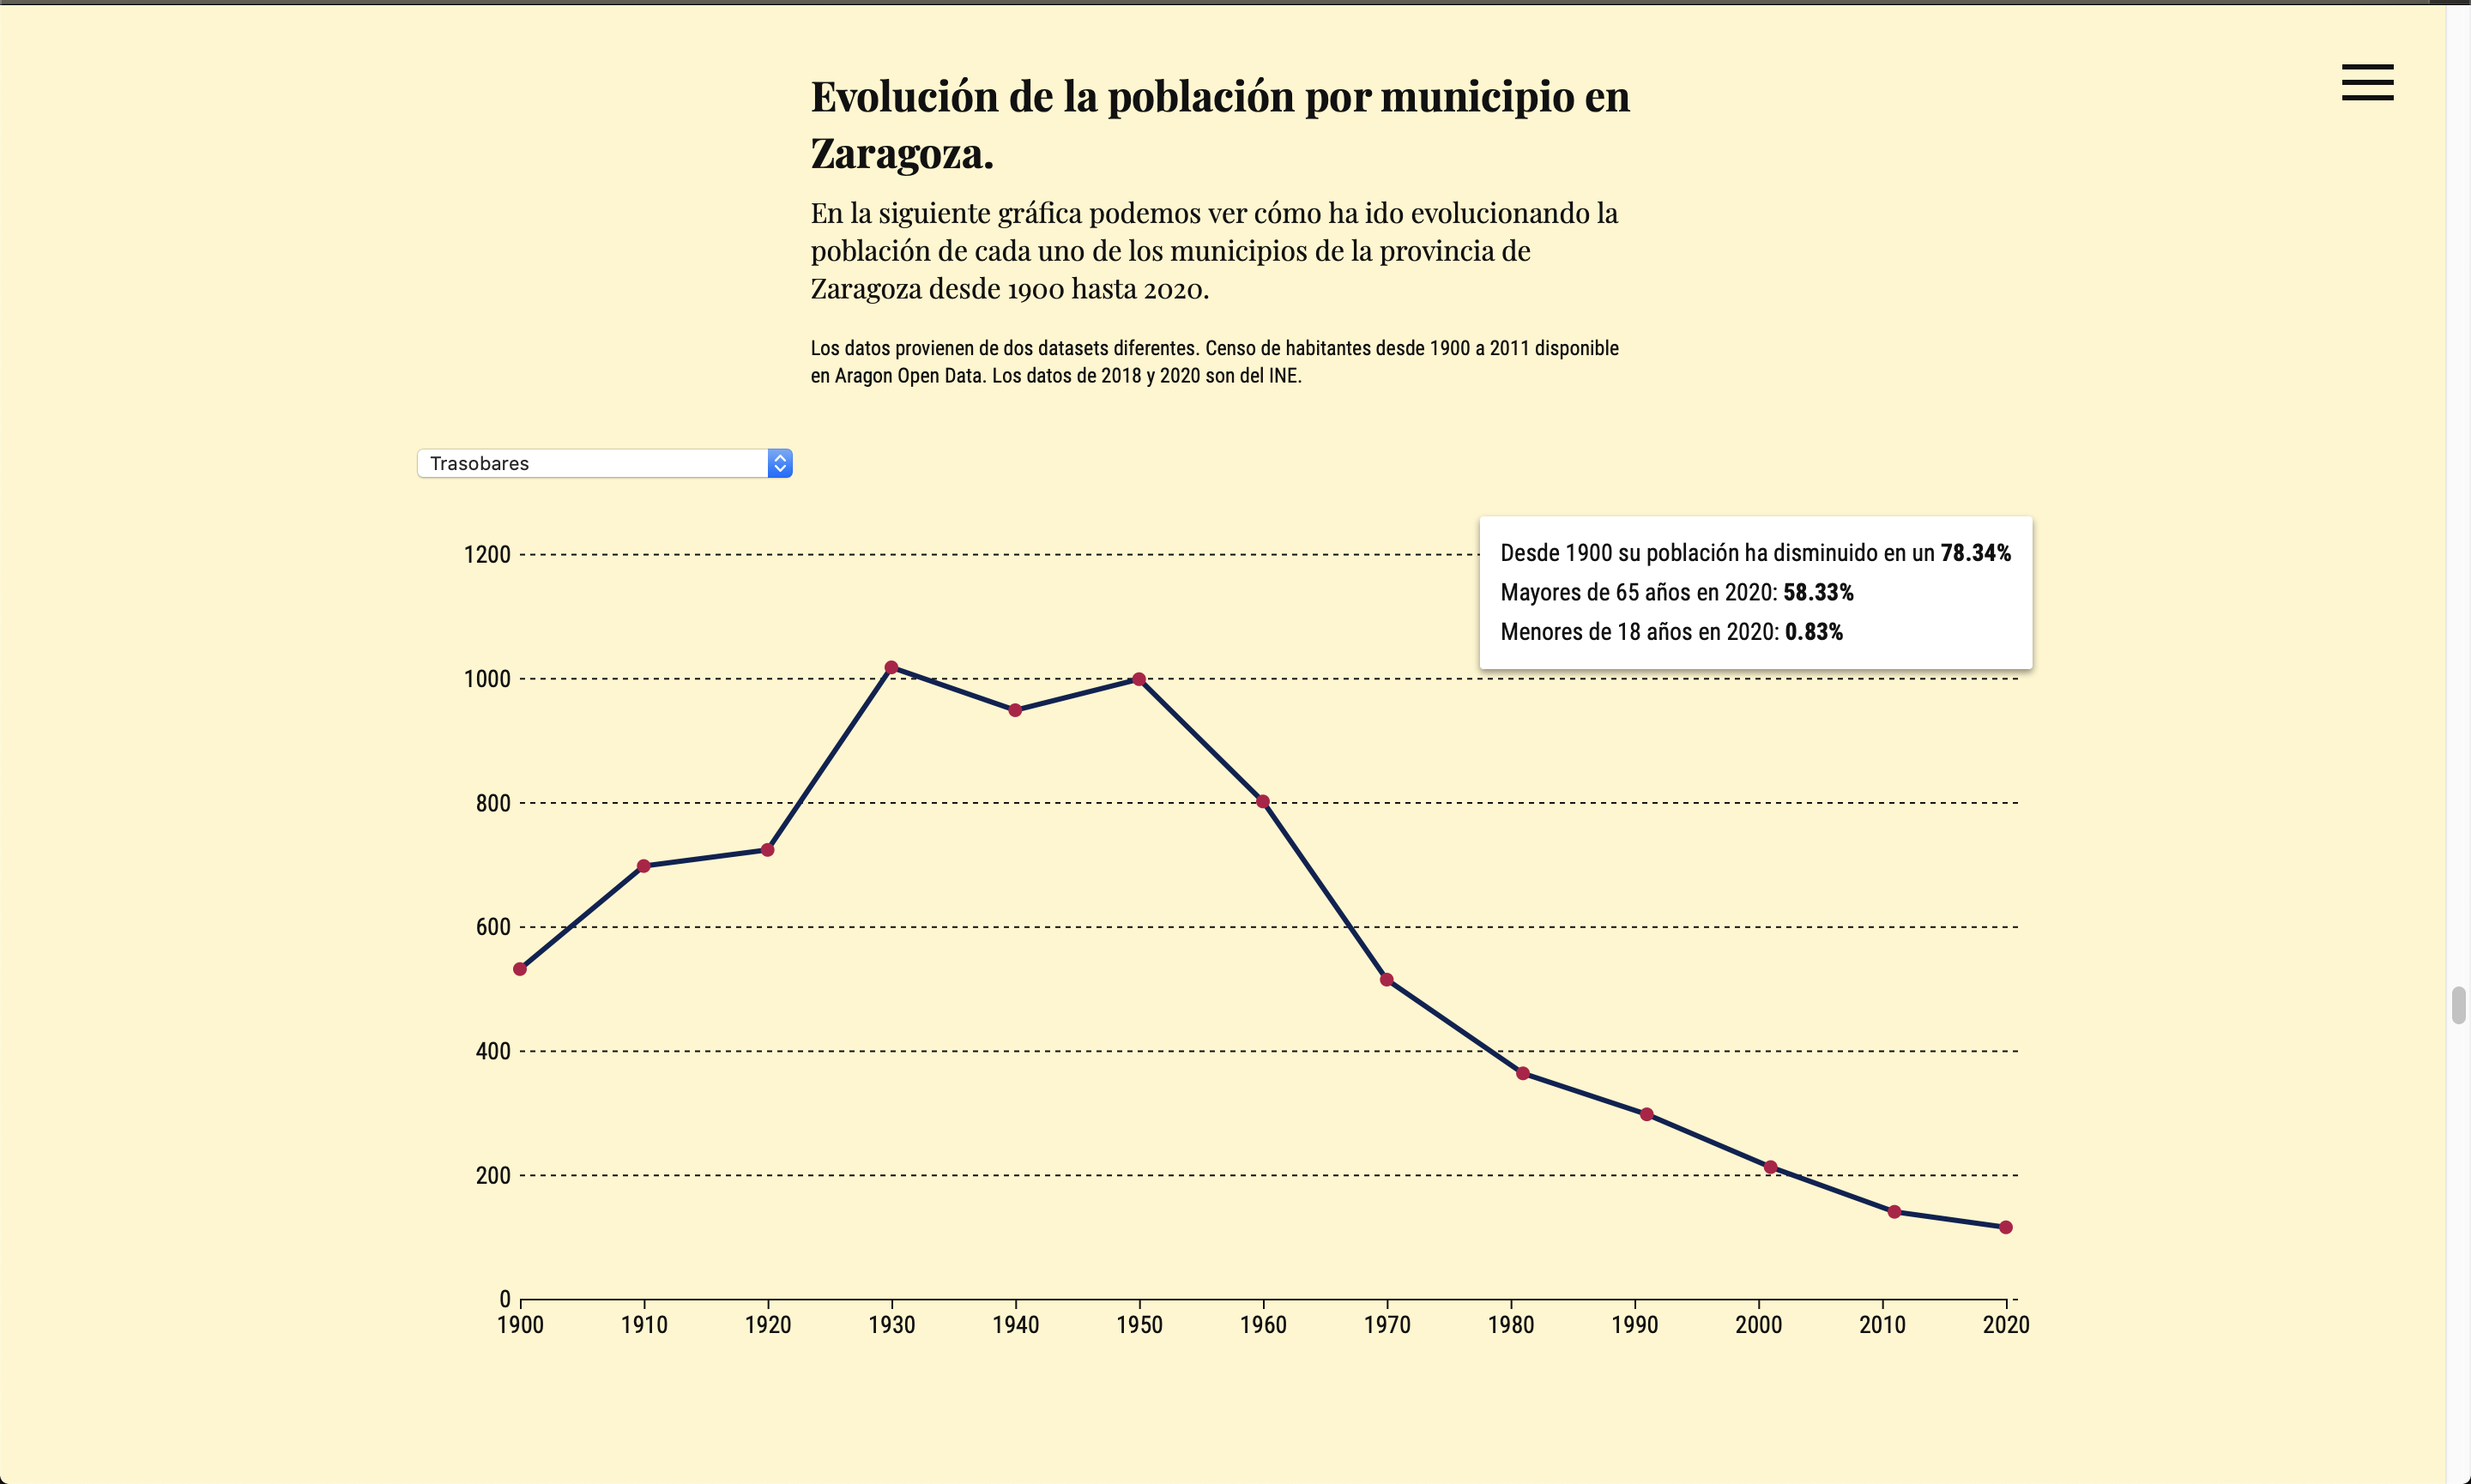 Evolución de la población por municipio en
Zaragoza.
En la siguiente gráfica podemos ver cómo ha ido evolucionando la
población de cada uno de los municipios de la provincia de
Zaragoza desde 1900 hasta 2020.
Los datos provienen de dos datasets diferentes. Censo de habitantes desde 1900 a 2011 disponible
en Aragon Open Data. Los datos de 2018 y 2020 son del INE.
Trasobares
Desde 1900 su población ha disminuido en un 78.34%
Mayores de 65 años en 2020: 58.33%
Menores de 18 años en 2020: 0.83%
1200
1000
800
600
400
200
0
1900 1910 1920 1930 1940 1950 1960 1970 1980 1990 2000 2010 2020